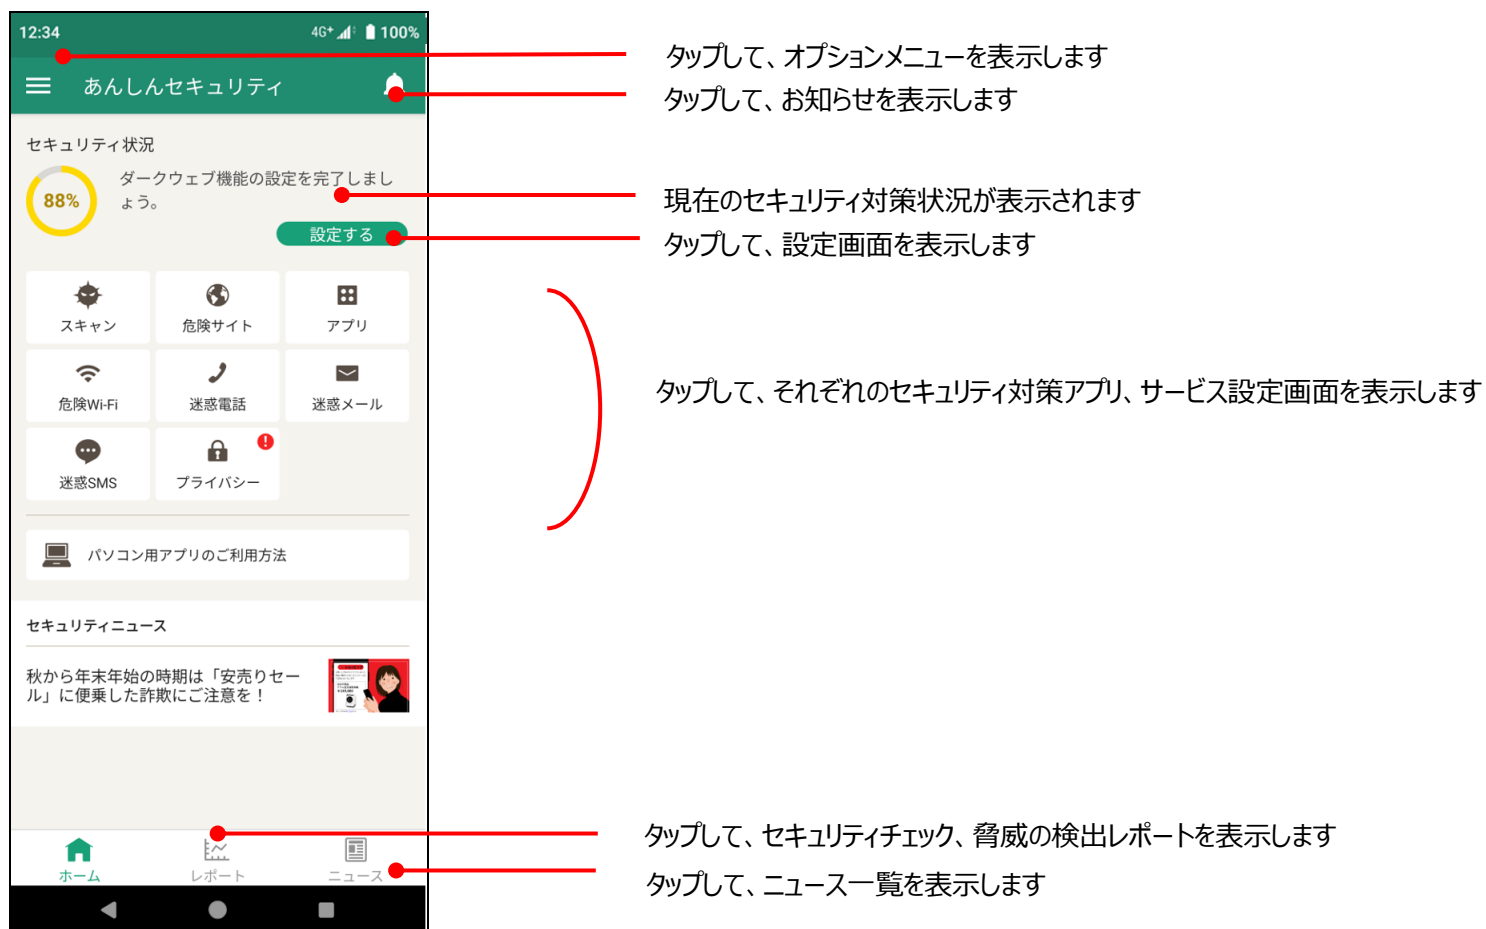 12:34
4G+ 100%
タップして、オプションメニューを表示します
あんしんセキュリティ
タップして、お知らせを表示します
セキュリティ状況
88%
ダークウェブ機能の設定を完了しまし
ょう。
現在のセキュリティ対策状況が表示されます
設定する
タップして、設定画面を表示します
スキャン
危険サイト
アプリ
危険Wi-Fi
迷惑電話
迷惑メール
タップして、それぞれのセキュリティ対策アプリ、サービス設定画面を表示します
迷惑SMS
プライバシー
パソコン用アプリのご利用方法
セキュリティニュース
秋から年末年始の時期は「安売りセー
ル」に便乗した詐欺にご注意を！
タップして、セキュリティチェック、脅威の検出レポートを表示します
ホーム
レポート
ニュース
タップして、ニュース一覧を表示します